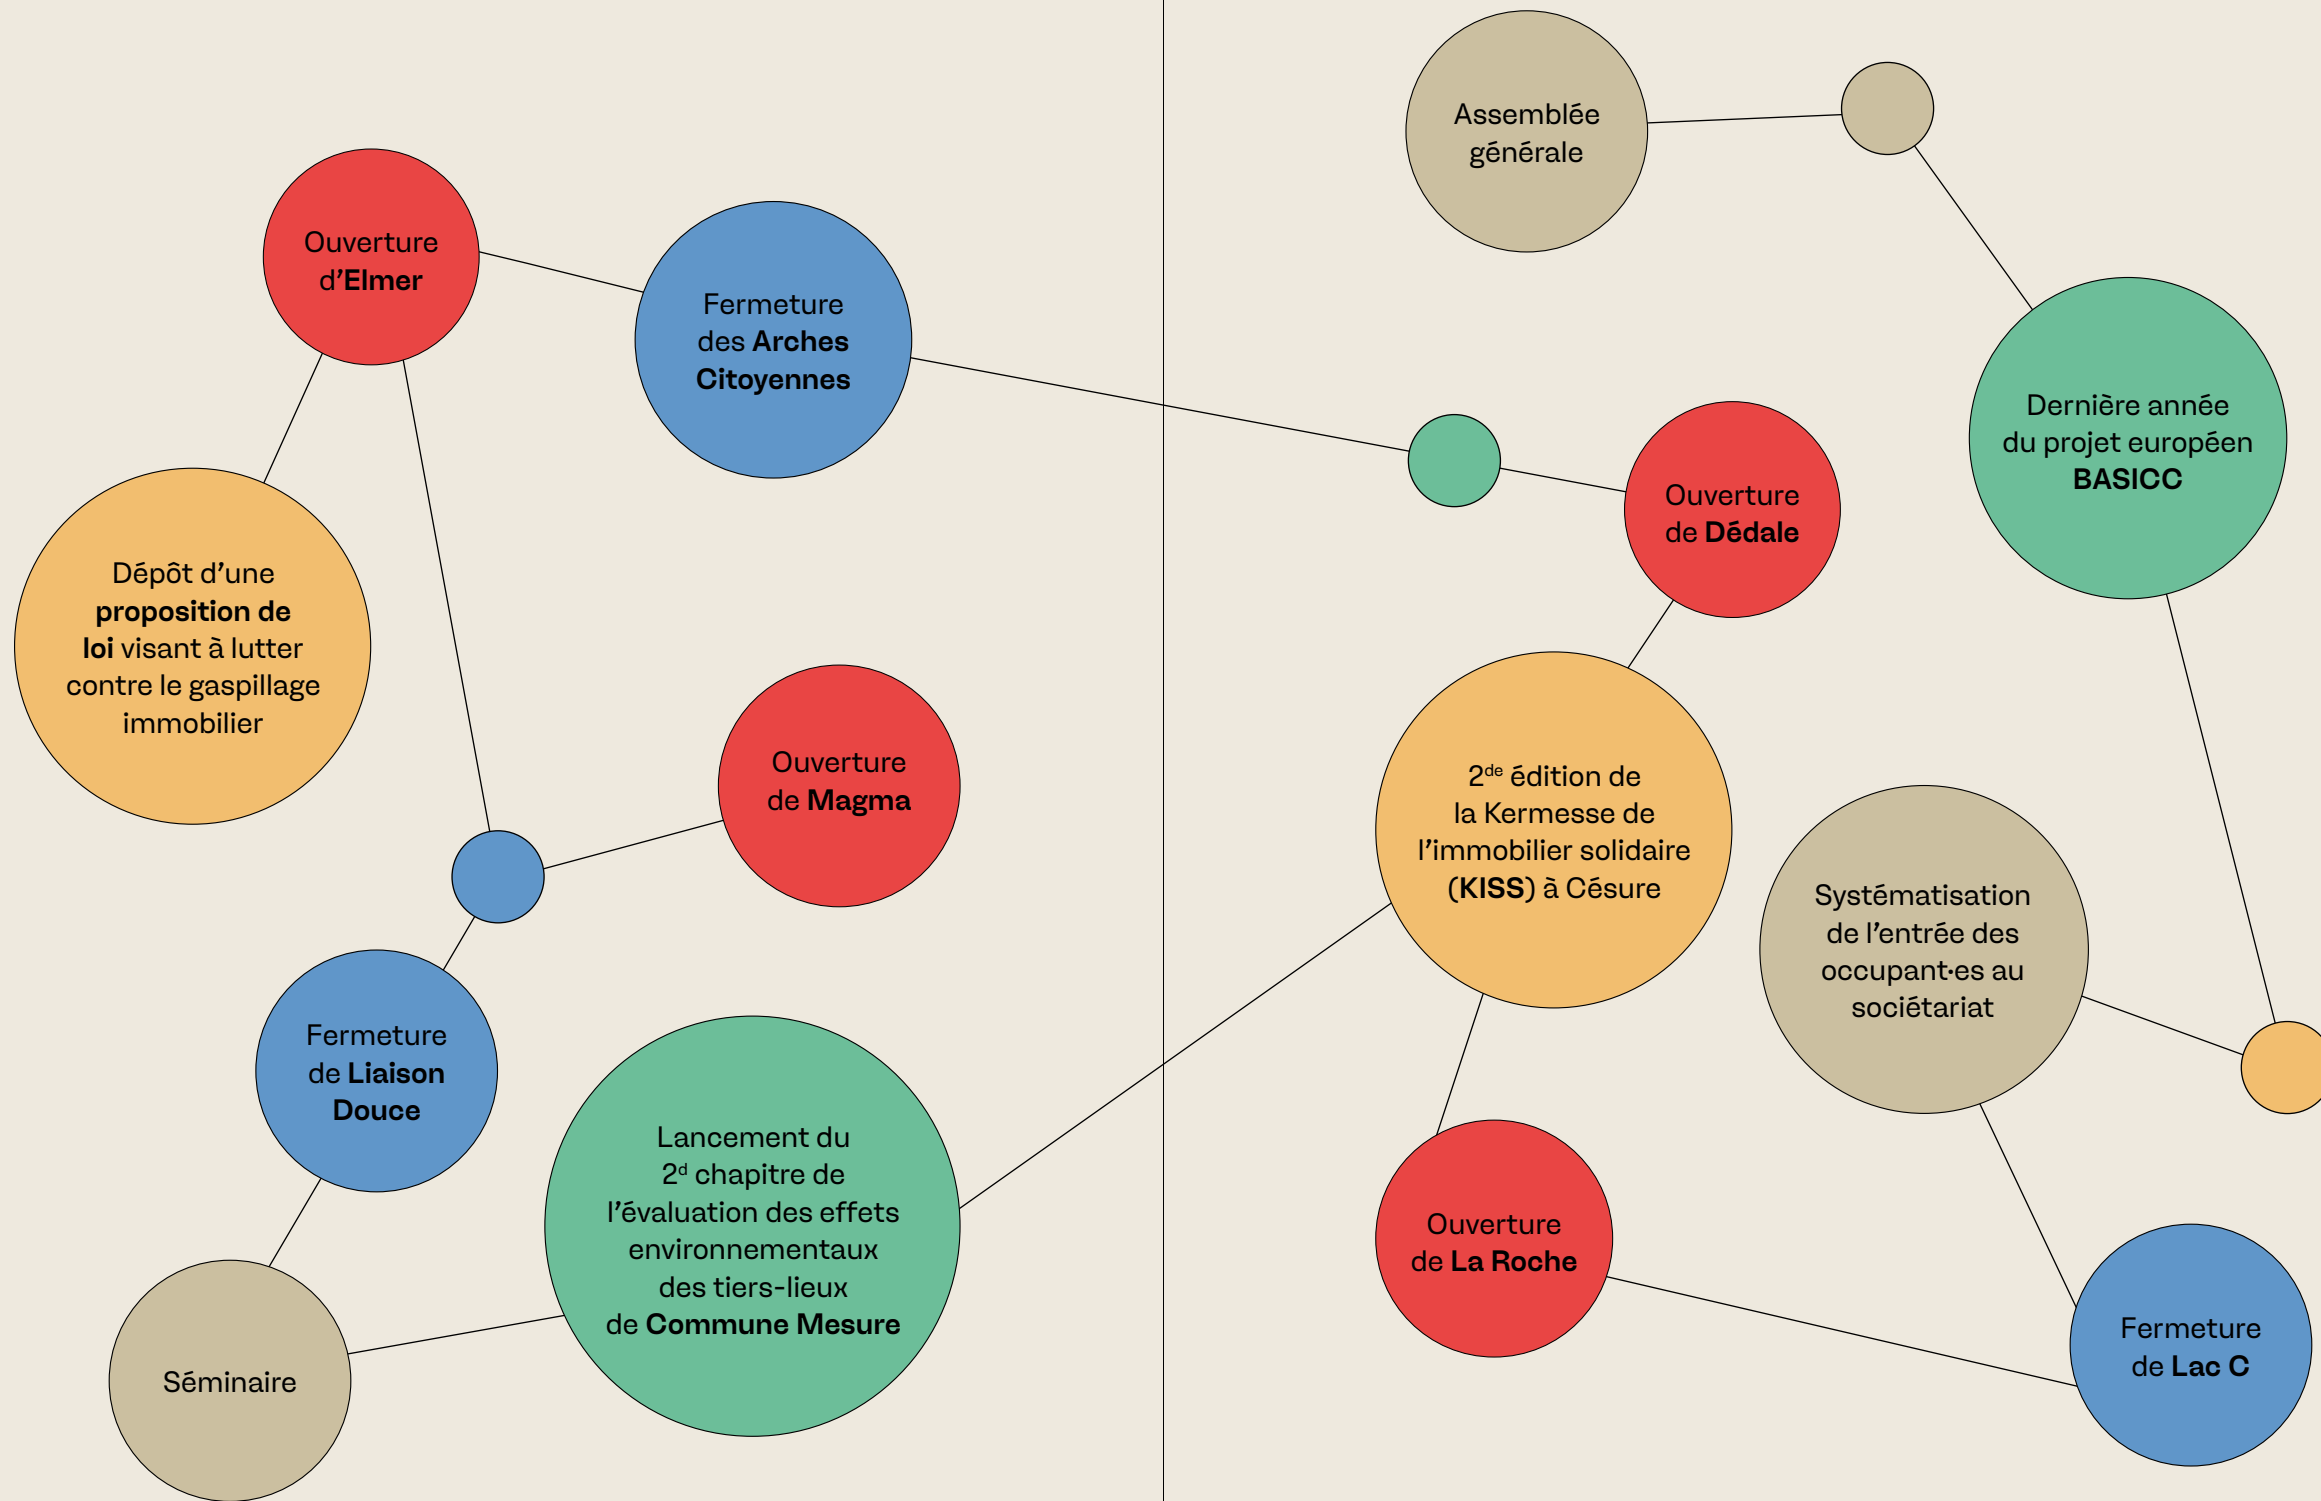 Ouverture
d’Elmer
Fermeture
des Arches
Citoyennes
Dépôt d’une
proposition de
loi visant à lutter
contre le gaspillage
immobilier
Ouverture
de Magma
Fermeture
de Liaison
Douce
Lancement du
2d chapitre de
l’évaluation des effets
environnementaux
des tiers-lieux
de Commune Mesure
Séminaire
Assemblée
générale
Dernière année
du projet européen
BASICC
Ouverture
de Dédale
2de édition de
la Kermesse de
l’immobilier solidaire
(KISS) à Césure
Systématisation
de l’entrée des
occupant·es au
sociétariat
Ouverture
de La Roche
Fermeture
de Lac C